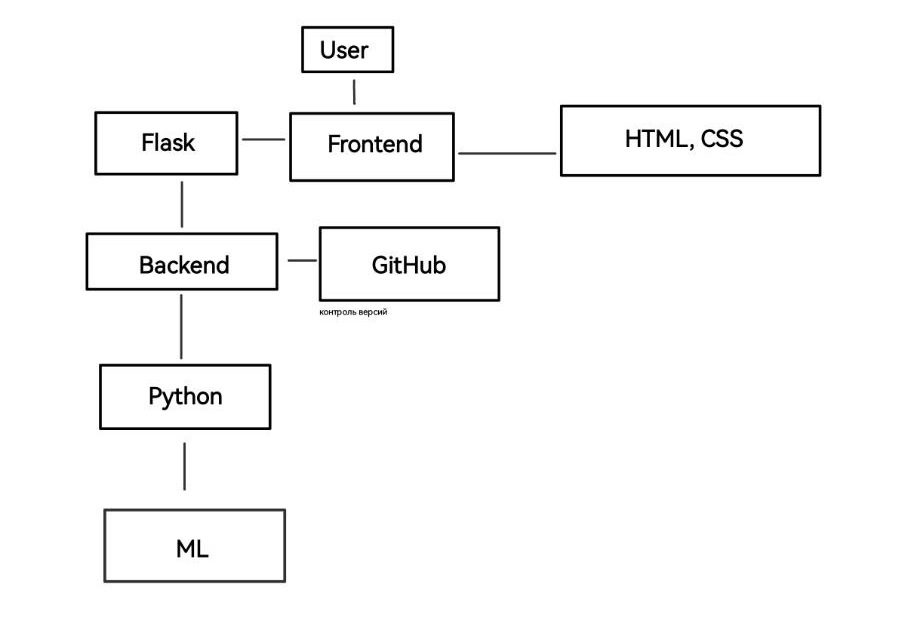 User
Flask
Frontend
HTML, CSS
Backend
GitHub
контроль версий
Python
ML